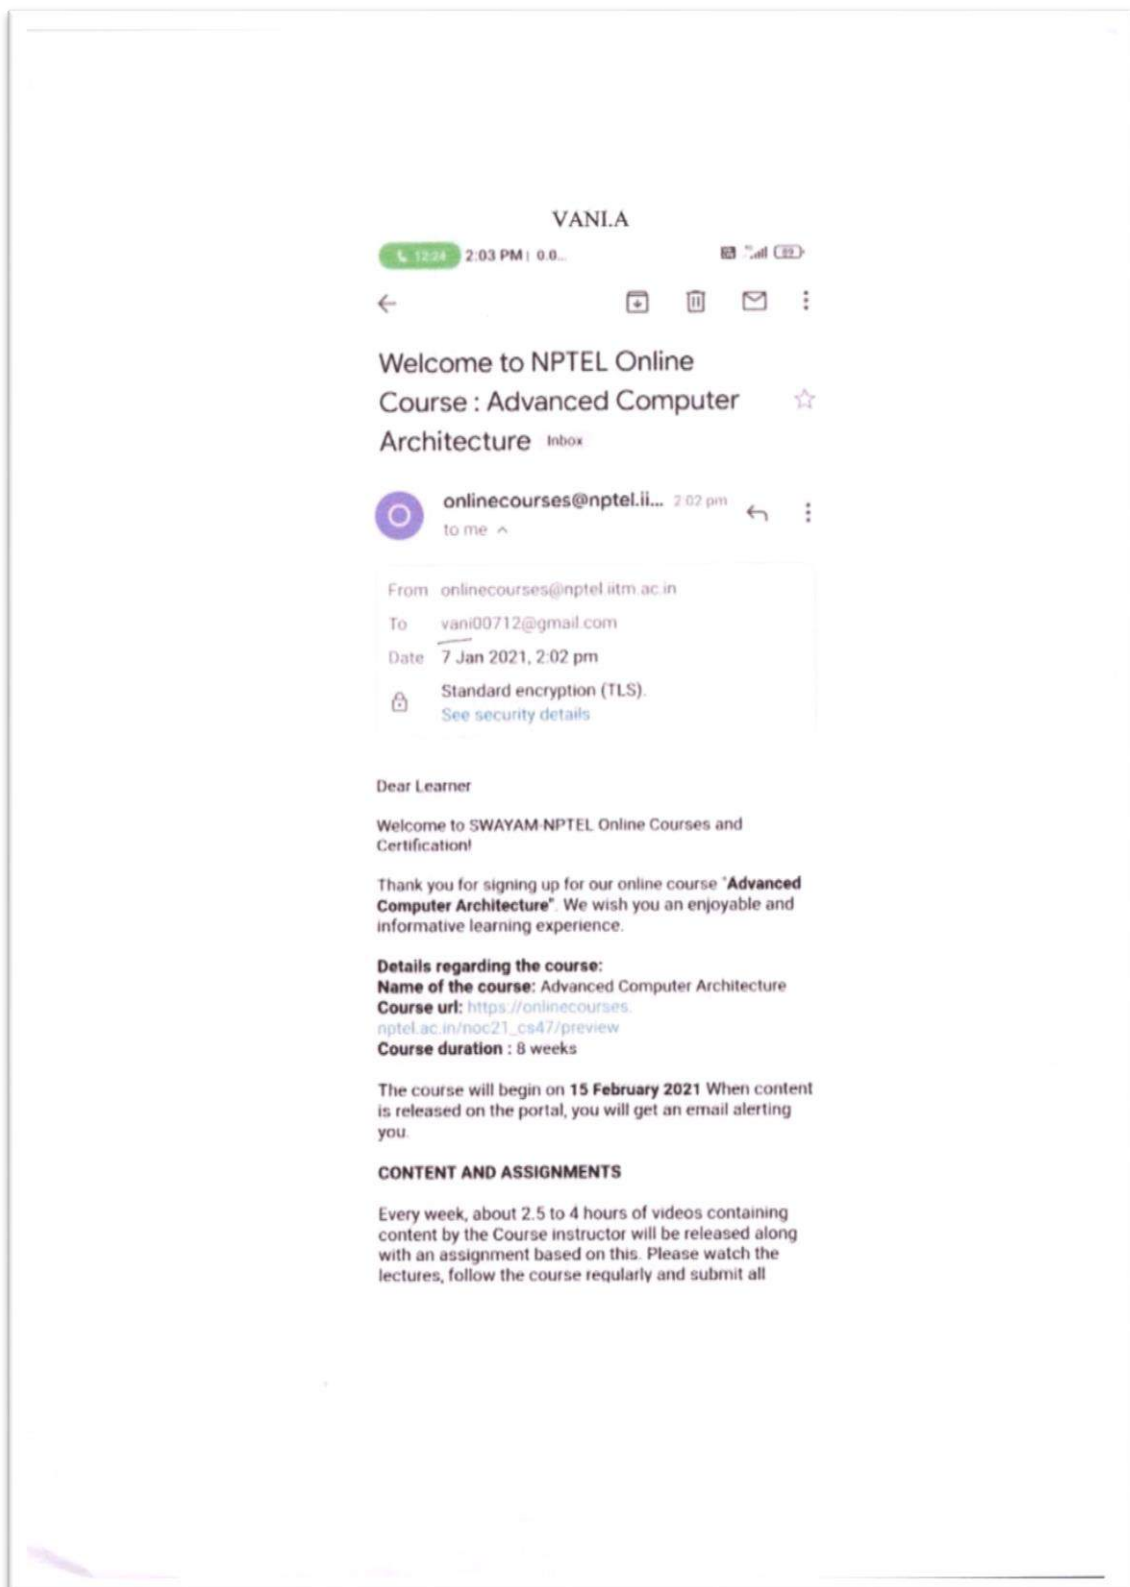 VANI.A
12:24 2:03 PM | 0.0... 89
Welcome to NPTEL Online
Course : Advanced Computer
Architecture Inbox
O onlinecourses@nptel.ii... 2:02 pm
to me
From onlinecourses@nptel.iitm.ac.in
To vani00712@gmail.com
Date 7 Jan 2021, 2:02 pm
Standard encryption (TLS).
See security details
Dear Learner
Welcome to SWAYAM-NPTEL Online Courses and
Certification!
Thank you for signing up for our online course "Advanced
Computer Architecture". We wish you an enjoyable and
informative learning experience.
Details regarding the course:
Name of the course: Advanced Computer Architecture
Course url: https://onlinecourses.
nptel.ac.in/noc21_cs47/preview
Course duration : 8 weeks
The course will begin on 15 February 2021 When content
is released on the portal, you will get an email alerting
you.
CONTENT AND ASSIGNMENTS
Every week, about 2.5 to 4 hours of videos containing
content by the Course instructor will be released along
with an assignment based on this. Please watch the
lectures, follow the course regularly and submit all